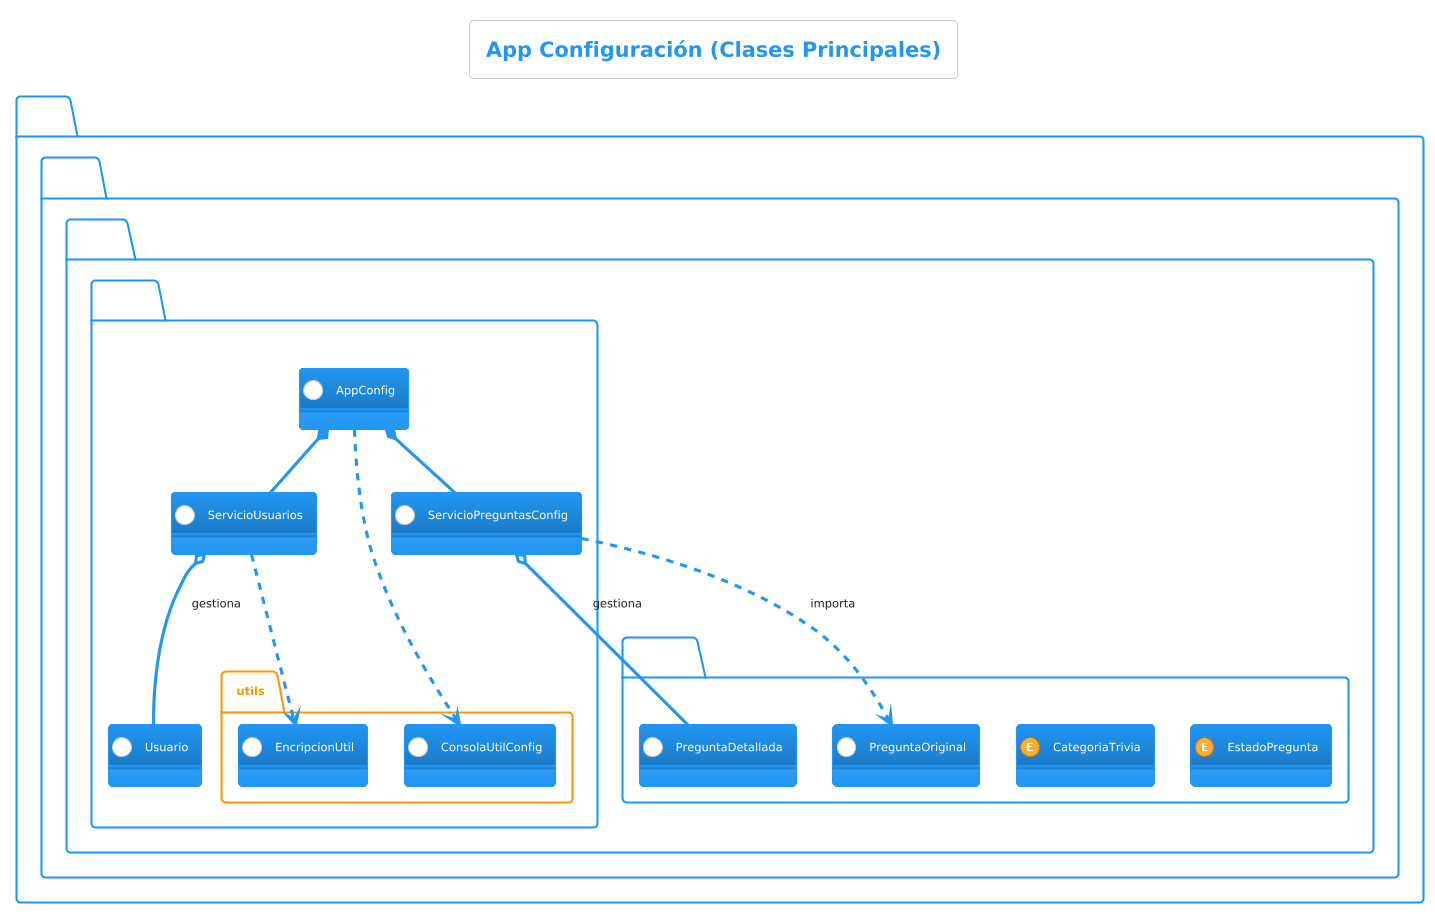 App Configuración (Clases Principales)
AppConfig
ServicioUsuarios
ServicioPreguntasConfig
gestiona
gestiona
importa
utils
Usuario
EncripcionUtil
ConsolaUtilConfig
PreguntaDetallada
PreguntaOriginal
E CategoriaTrivia
E EstadoPregunta